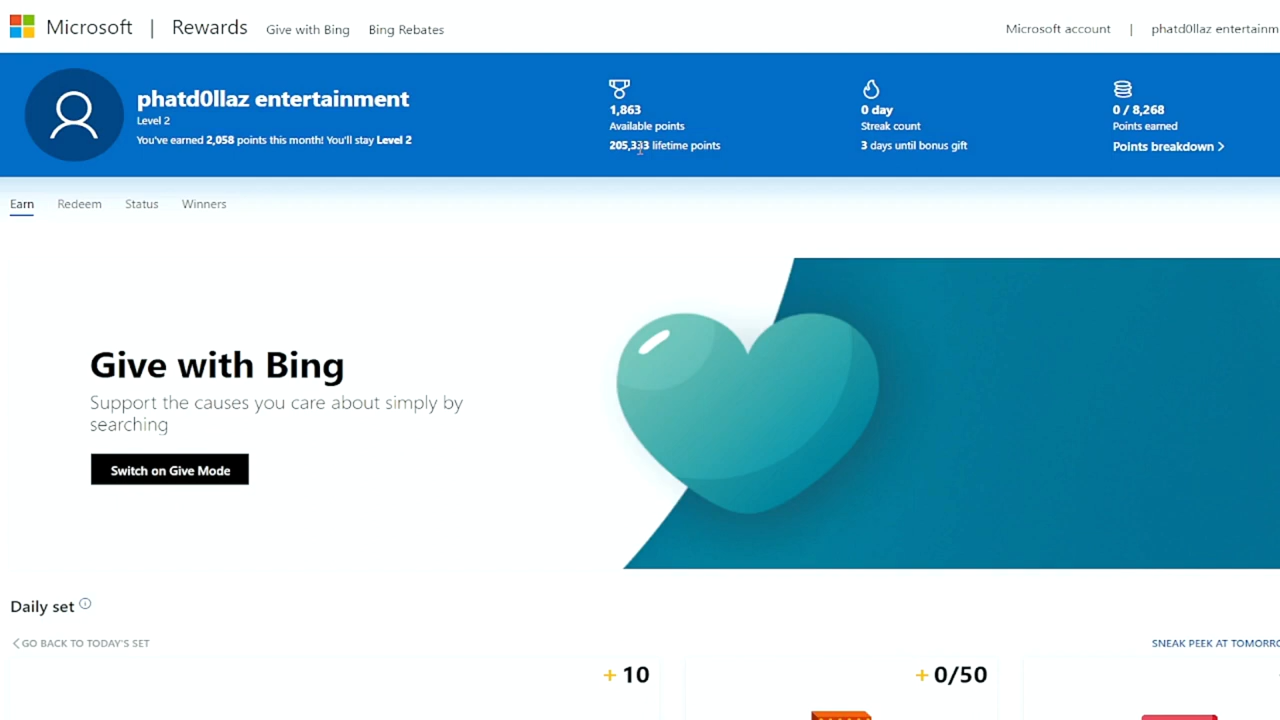 Microsoft | Rewards Give with Bing Bing Rebates Microsoft account | phatd0llaz entertainm
phatd0llaz entertainment
Level 2
You've earned 2,058 points this month! You'll stay Level 2
1,863
Available points
205,333 lifetime points
0 day
Streak count
3 days until bonus gift
0 / 8,268
Points earned
Points breakdown >
Earn Redeem Status Winners
Give with Bing
Support the causes you care about simply by
searching
Switch on Give Mode
Daily set
< GO BACK TO TODAY'S SET SNEAK PEEK AT TOMORRO
+ 10 + 0/50